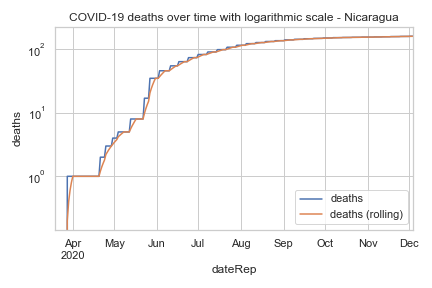 COVID-19 deaths over time with logarithmic scale - Nicaragua
10²
10¹
10⁰
deaths
deaths
deaths (rolling)
Apr May Jun Jul Aug Sep Oct Nov Dec
2020
dateRep